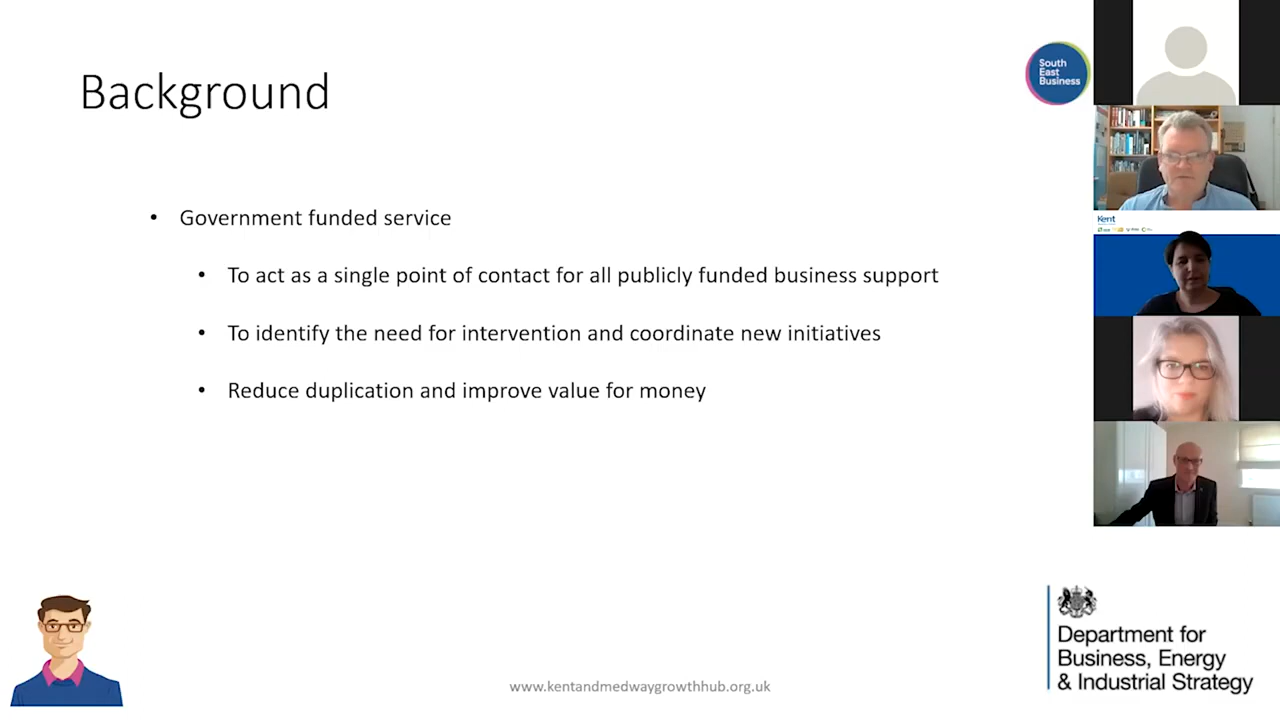 Background
South
East
Business
• Government funded service
• To act as a single point of contact for all publicly funded business support
• To identify the need for intervention and coordinate new initiatives
• Reduce duplication and improve value for money
Kent
www.kentandmedwaygrowthhub.org.uk
Department for
Business, Energy
& Industrial Strategy